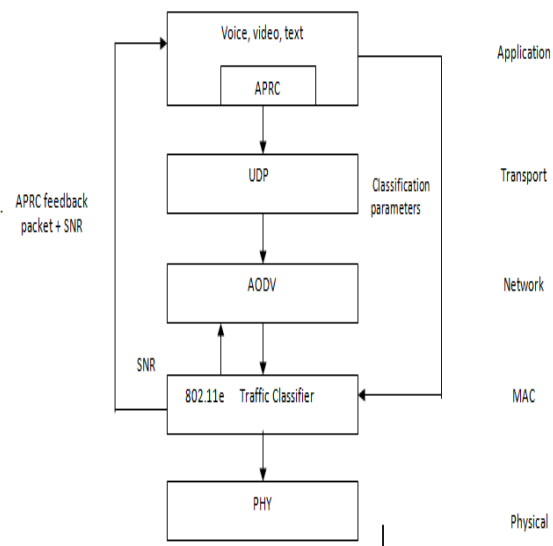 Voice, video, text
Application
APRC
UDP
Transport
Classification
parameters
APRC feedback
packet + SNR
AODV
Network
SNR
802.11e Traffic Classifier
MAC
PHY
Physical